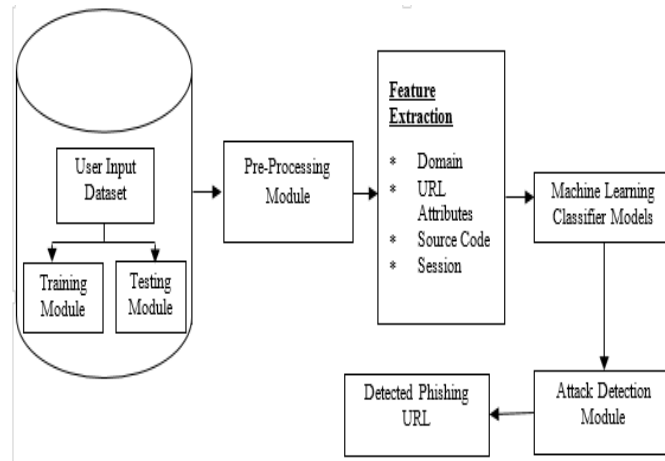 User Input
Dataset
Training
Module
Testing
Module
Pre-Processing
Module
Feature
Extraction
* Domain
* URL
Attributes
* Source Code
* Session
Machine Learning
Classifier Models
Attack Detection
Module
Detected Phishing
URL